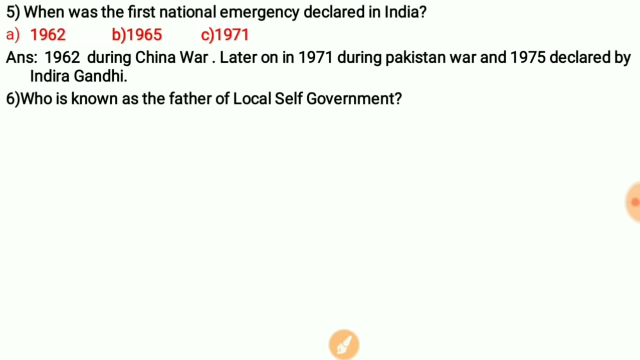 5) When was the first national emergency declared in India?
a) 1962 b)1965 c)1971
Ans: 1962 during China War . Later on in 1971 during pakistan war and 1975 declared by
Indira Gandhi.
6)Who is known as the father of Local Self Government?